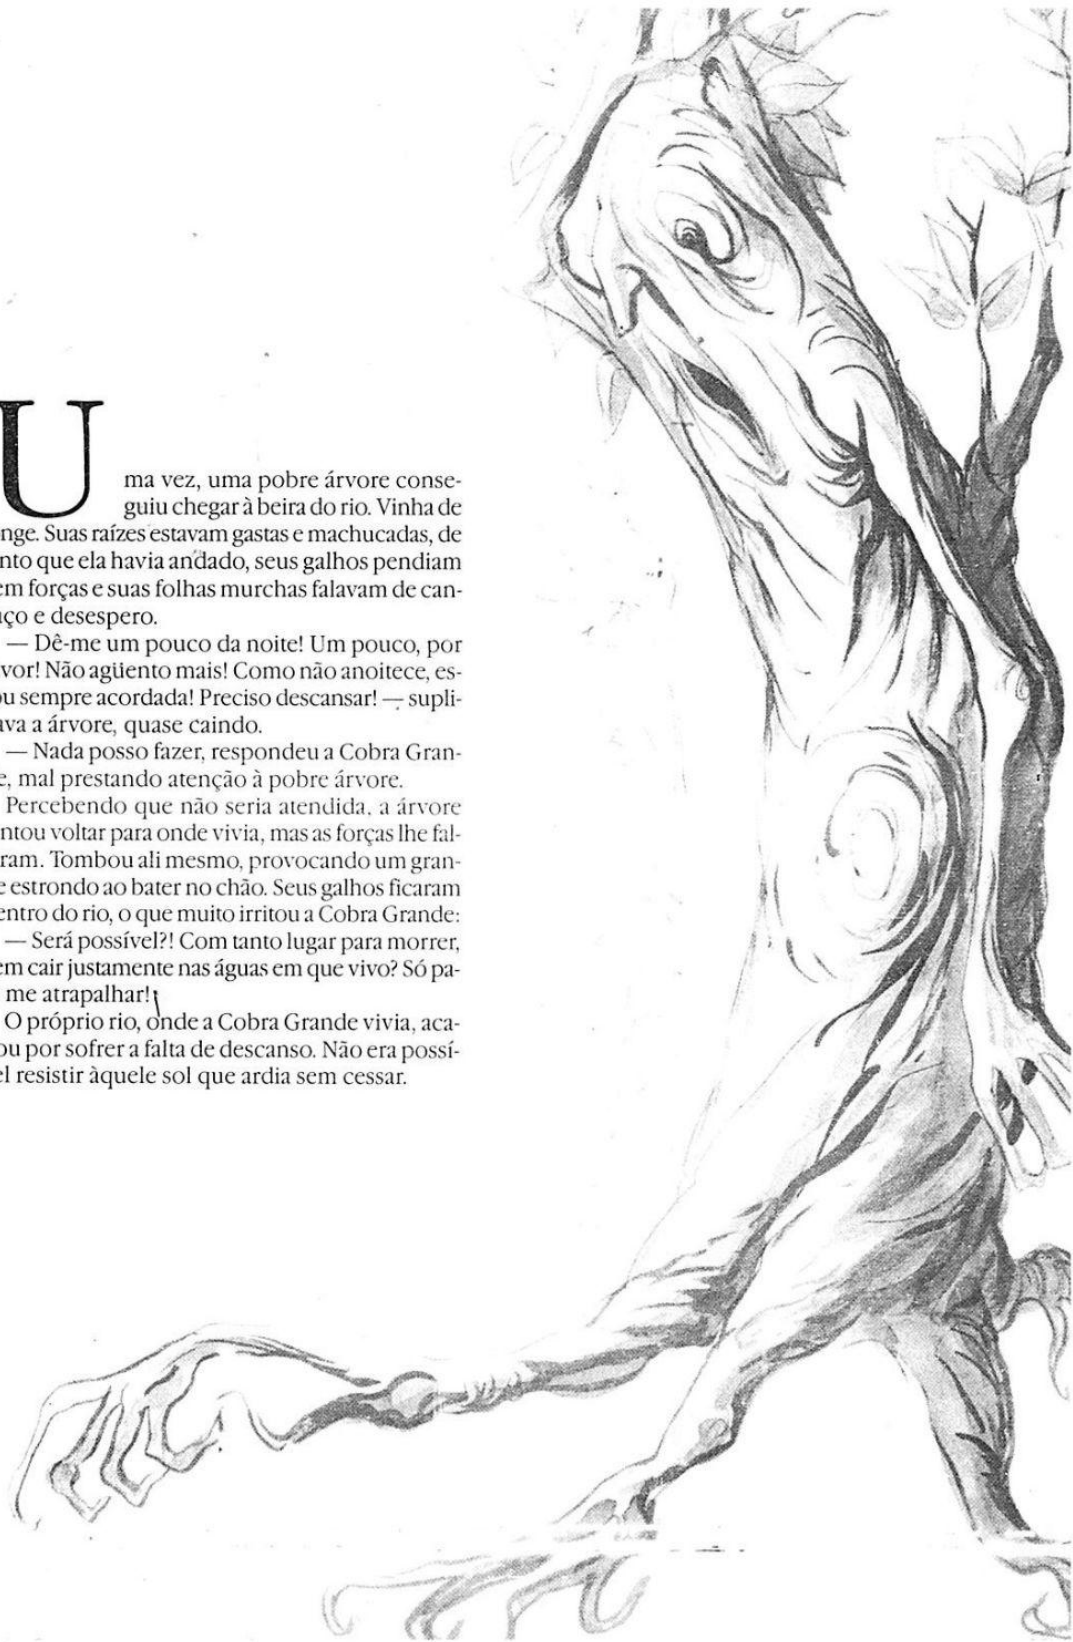 Uma vez, uma pobre árvore conse-
guiu chegar à beira do rio. Vinha de
nge. Suas raízes estavam gastas e machucadas, de
nto que ela havia andado, seus galhos pendiam
em forças e suas folhas murchas falavam de can-
ço e desespero.
— Dê-me um pouco da noite! Um pouco, por
vor! Não agüento mais! Como não anoitece, es-
ou sempre acordada! Preciso descansar! — supli-
ava a árvore, quase caindo.
— Nada posso fazer, respondeu a Cobra Gran-
e, mal prestando atenção à pobre árvore.
Percebendo que não seria atendida, a árvore
ntou voltar para onde vivia, mas as forças lhe fal-
ram. Tombou ali mesmo, provocando um gran-
e estrondo ao bater no chão. Seus galhos ficaram
entro do rio, o que muito irritou a Cobra Grande:
— Será possível?! Com tanto lugar para morrer,
em cair justamente nas águas em que vivo? Só pa-
me atrapalhar!
O próprio rio, onde a Cobra Grande vivia, aca-
ou por sofrer a falta de descanso. Não era possí-
el resistir àquele sol que ardia sem cessar.